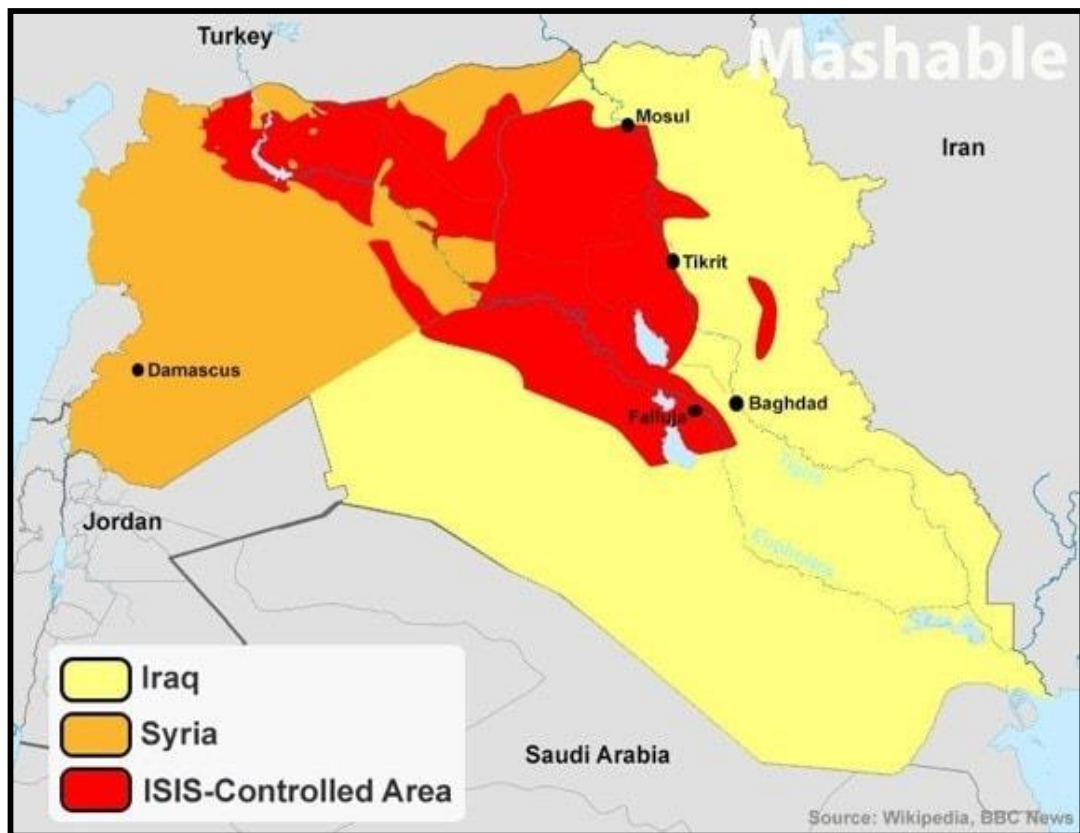 Mashable
Turkey
Mosul
Iran
Tikrit
Damascus
Baghdad
Falluja
Tigris
Euphrates
Jordan
Iraq
Syria
ISIS-Controlled Area
Saudi Arabia
Source: Wikipedia, BBC News